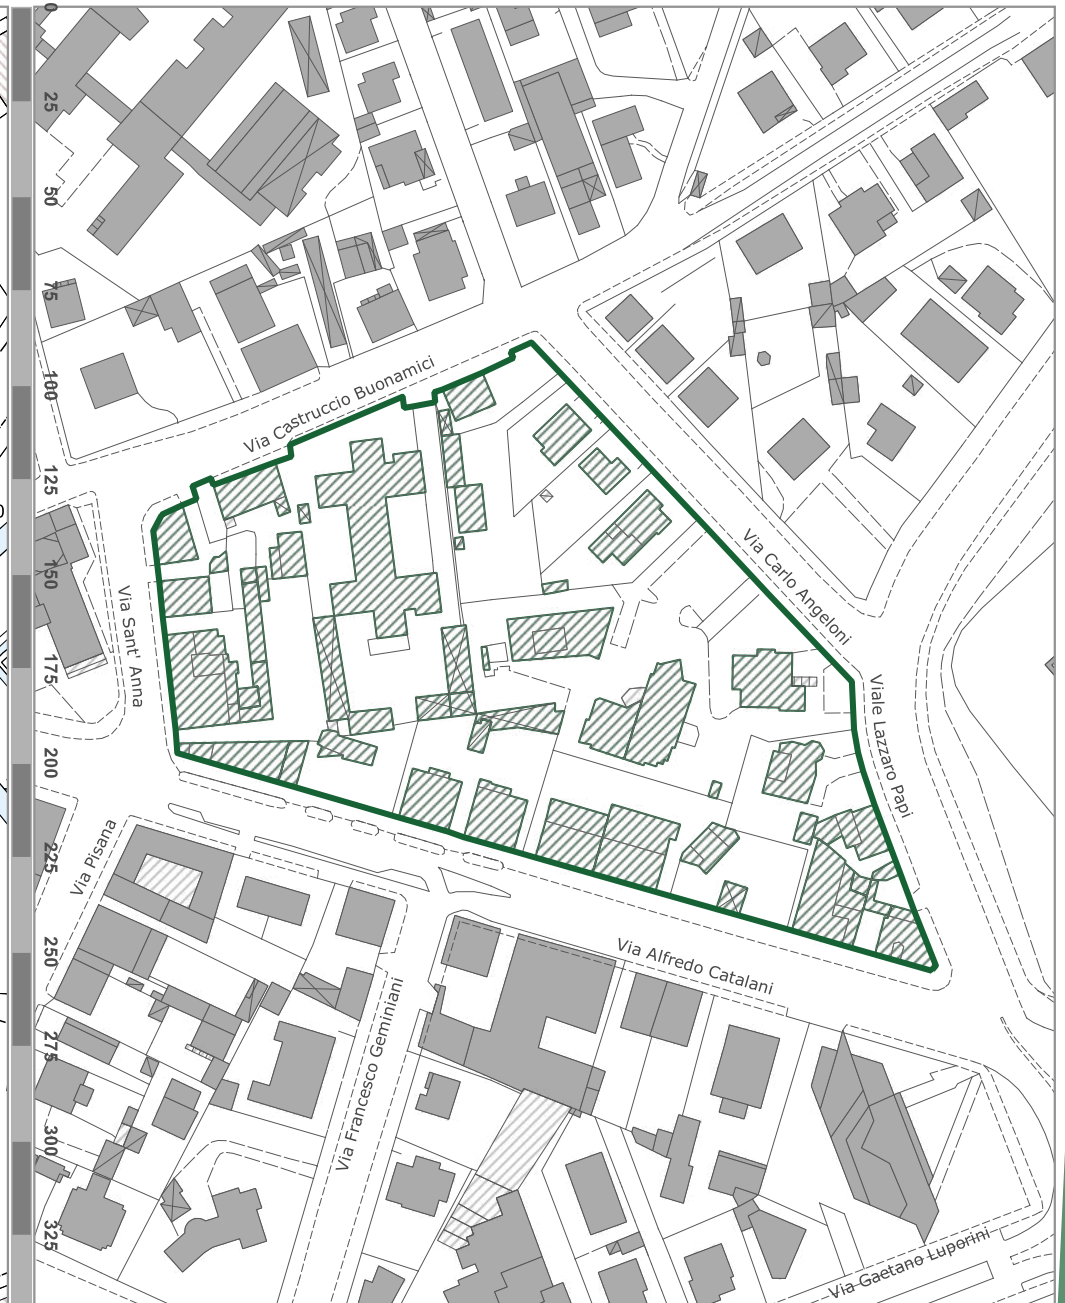 0
25
50
75
100
125
150
175
200
225
250
275
300
325
Via Castruccio Buonamici
Via Carlo Angeloni
Via Sant' Anna
Viale Lazzaro Papi
Via Pisana
Via Alfredo Catalani
Via Francesco Geminiani
Via Gaetano Luporini